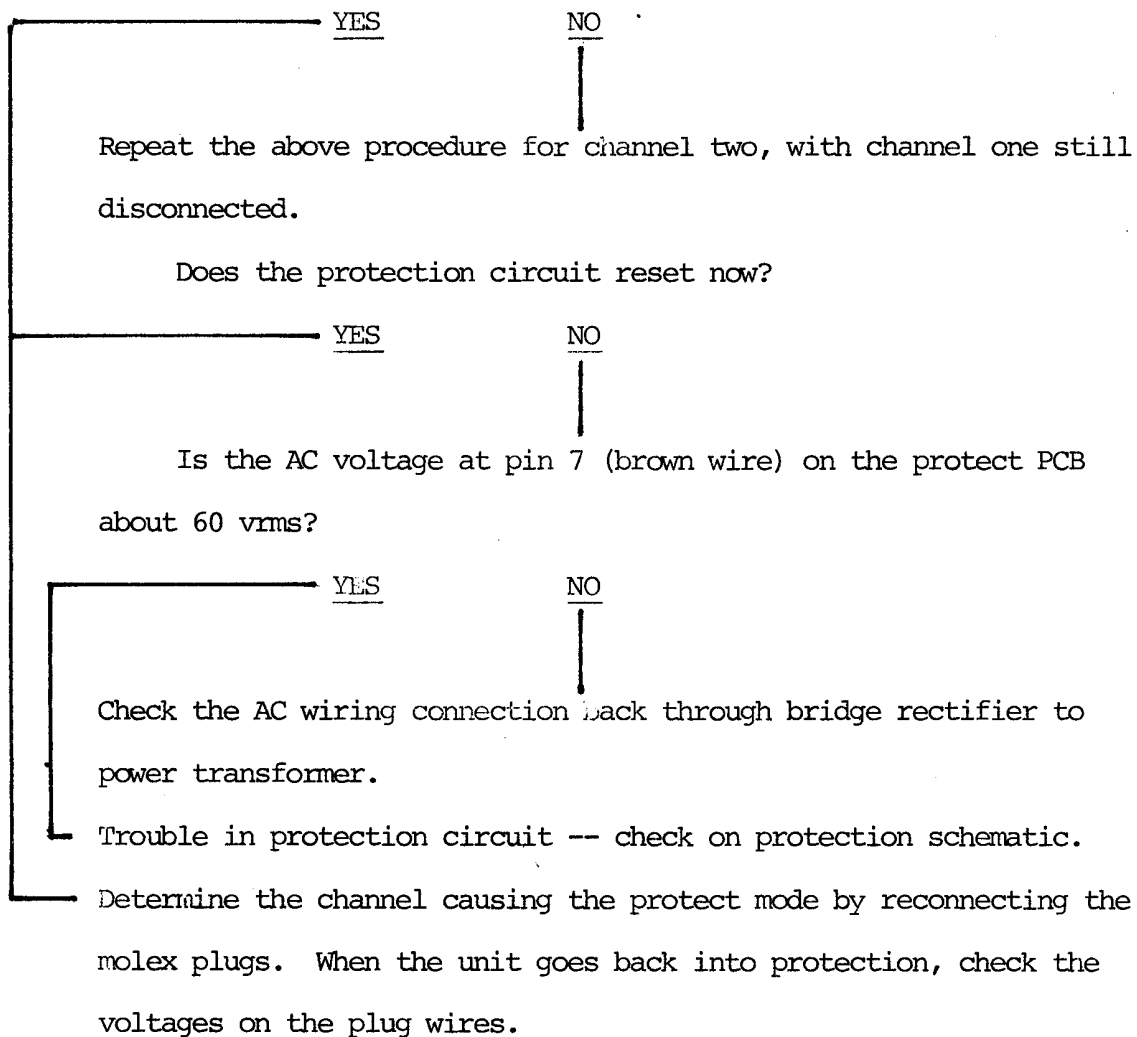 YES NO
Repeat the above procedure for channel two, with channel one still
disconnected.
Does the protection circuit reset now?
YES NO
Is the AC voltage at pin 7 (brown wire) on the protect PCB
about 60 vrms?
YES NO
Check the AC wiring connection back through bridge rectifier to
power transformer.
Trouble in protection circuit -- check on protection schematic.
Determine the channel causing the protect mode by reconnecting the
molex plugs. When the unit goes back into protection, check the
voltages on the plug wires.